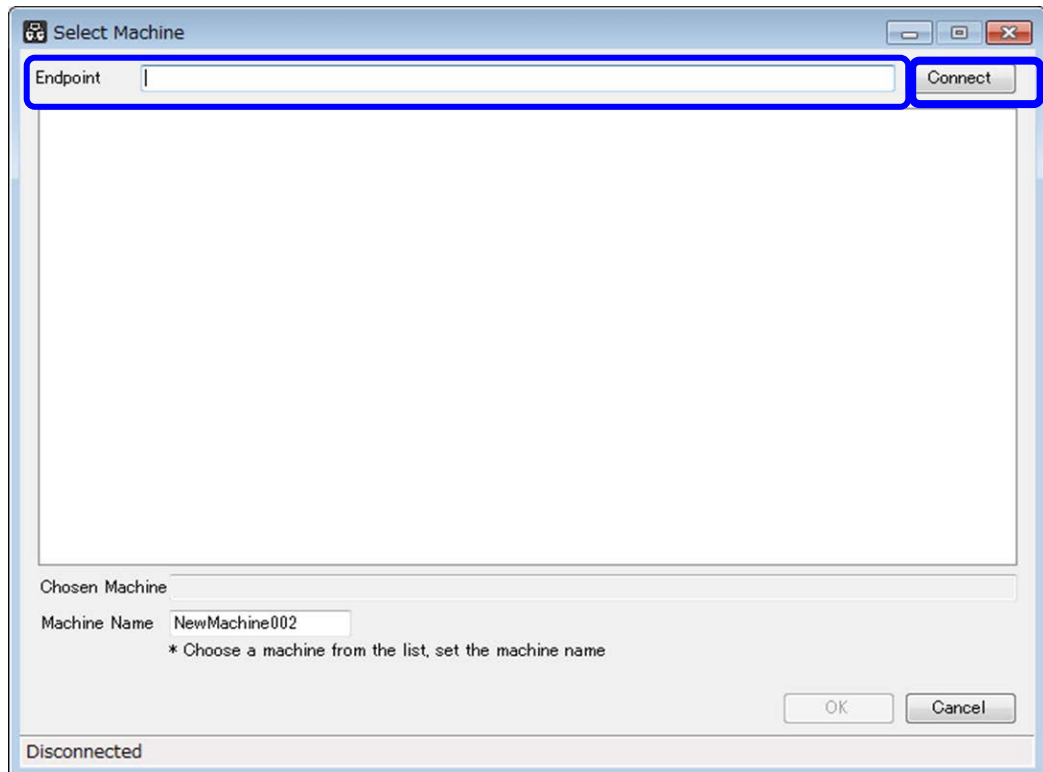 Select Machine
Endpoint Connect
Chosen Machine
Machine Name NewMachine002
* Choose a machine from the list, set the machine name
OK Cancel
Disconnected